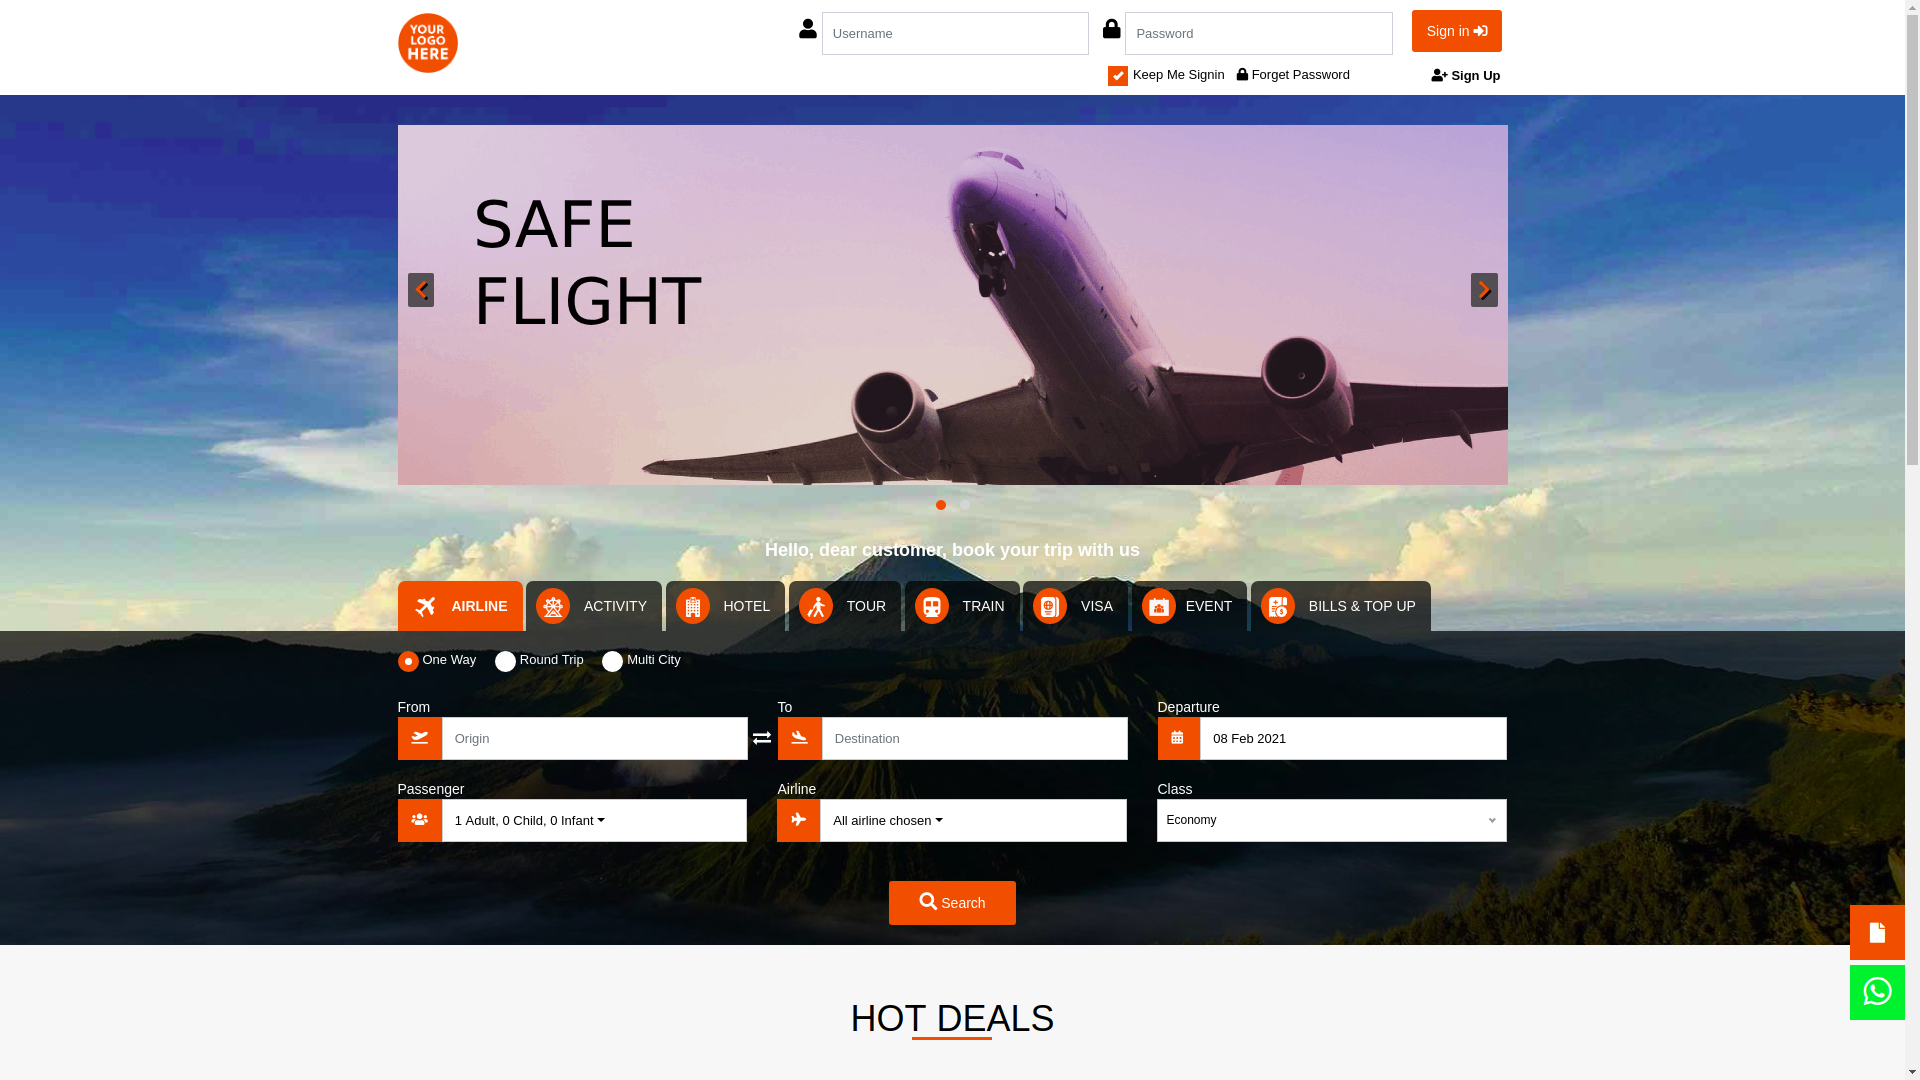 YOUR
LOGO
HERE
Username
Password
Sign in
Keep Me Signin
Forget Password
Sign Up
SAFE
FLIGHT
Hello, dear customer, book your trip with us
AIRLINE
ACTIVITY
HOTEL
TOUR
TRAIN
VISA
EVENT
BILLS & TOP UP
One Way
Round Trip
Multi City
From
To
Departure
Origin
Destination
08 Feb 2021
Passenger
Airline
Class
1 Adult, 0 Child, 0 Infant
All airline chosen
Economy
Search
HOT DEALS